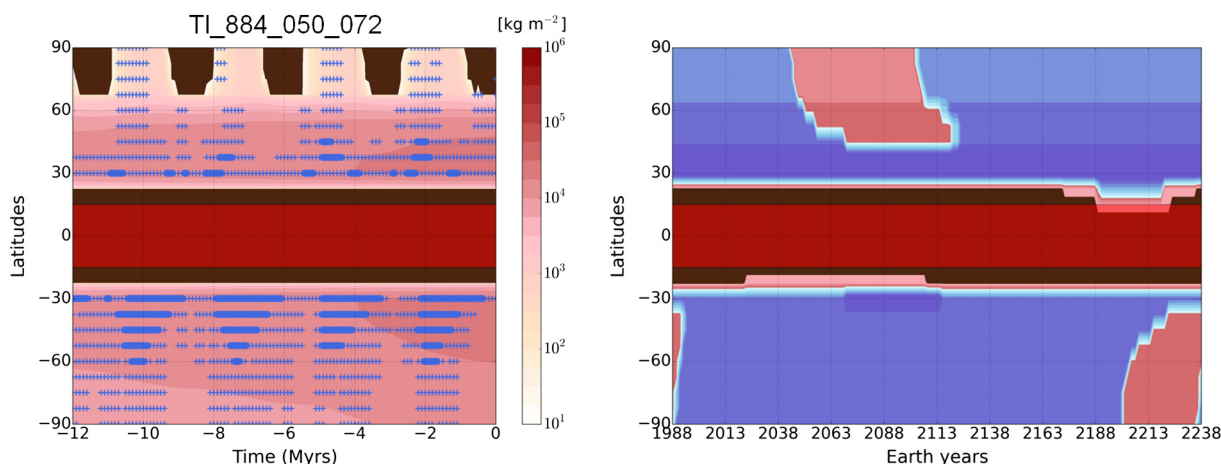 TI_884_050_072
[kg m⁻²]
90
60
30
0
−30
−60
−90
Latitudes
−12 −10 −8 −6 −4 −2 0
Time (Myrs)
10⁶
10⁵
10⁴
10³
10²
10¹
90
60
30
0
−30
−60
−90
Latitudes
1988 2013 2038 2063 2088 2113 2138 2163 2188 2213 2238
Earth years